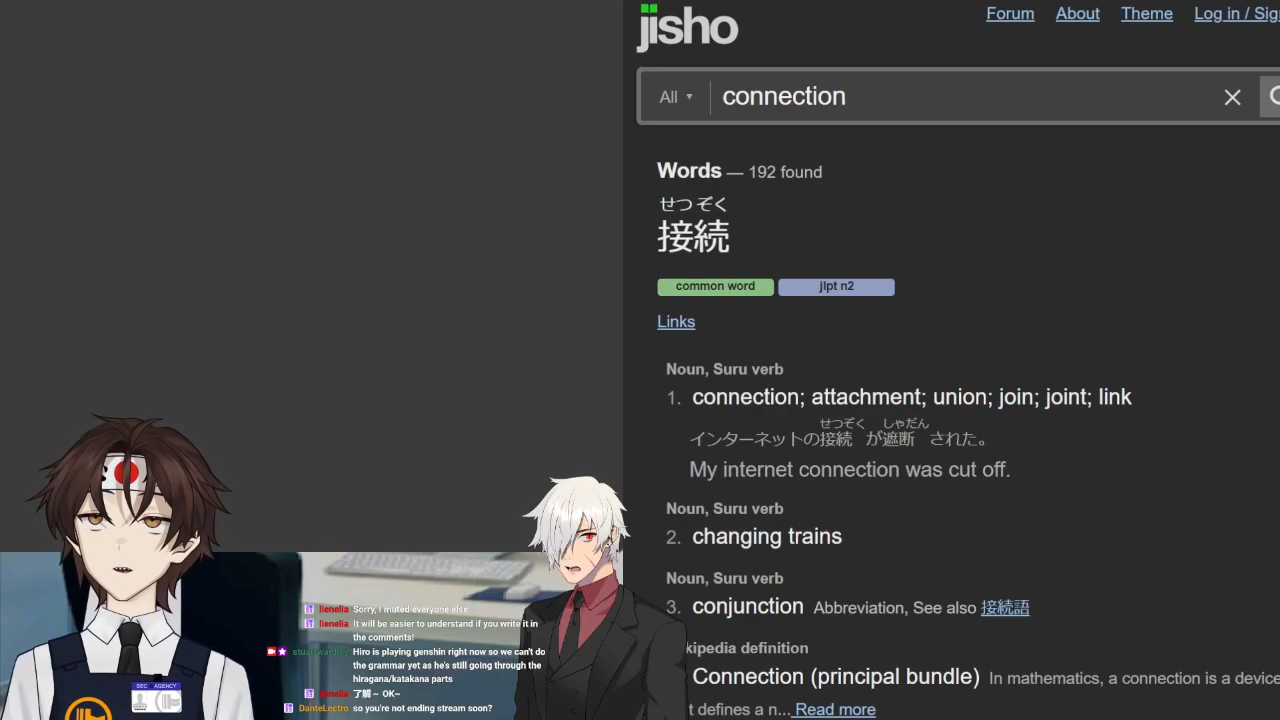 jisho
Forum About Theme Log in / Sig
All ▾ connection
Words — 192 found
せつ ぞく
接続
common word jlpt n2
Links
Noun, Suru verb
1. connection; attachment; union; join; joint; link
せつぞく しゃだん
インターネットの接続 が遮断 された。
My internet connection was cut off.
Noun, Suru verb
2. changing trains
Noun, Suru verb
3. conjunction Abbreviation, See also 接続語
kipedia definition
Connection (principal bundle) In mathematics, a connection is a device
t defines a n... Read more
lienella Sorry, i muted everyone else.
lienella It will be easier to understand if you write it in
the comments!
Hiro is playing genshin right now so we can't do
the grammar yet as he's still going through the
hiragana/katakana parts
了解～ OK~
DanteLectro so you're not ending stream soon?
SEC AGENCY